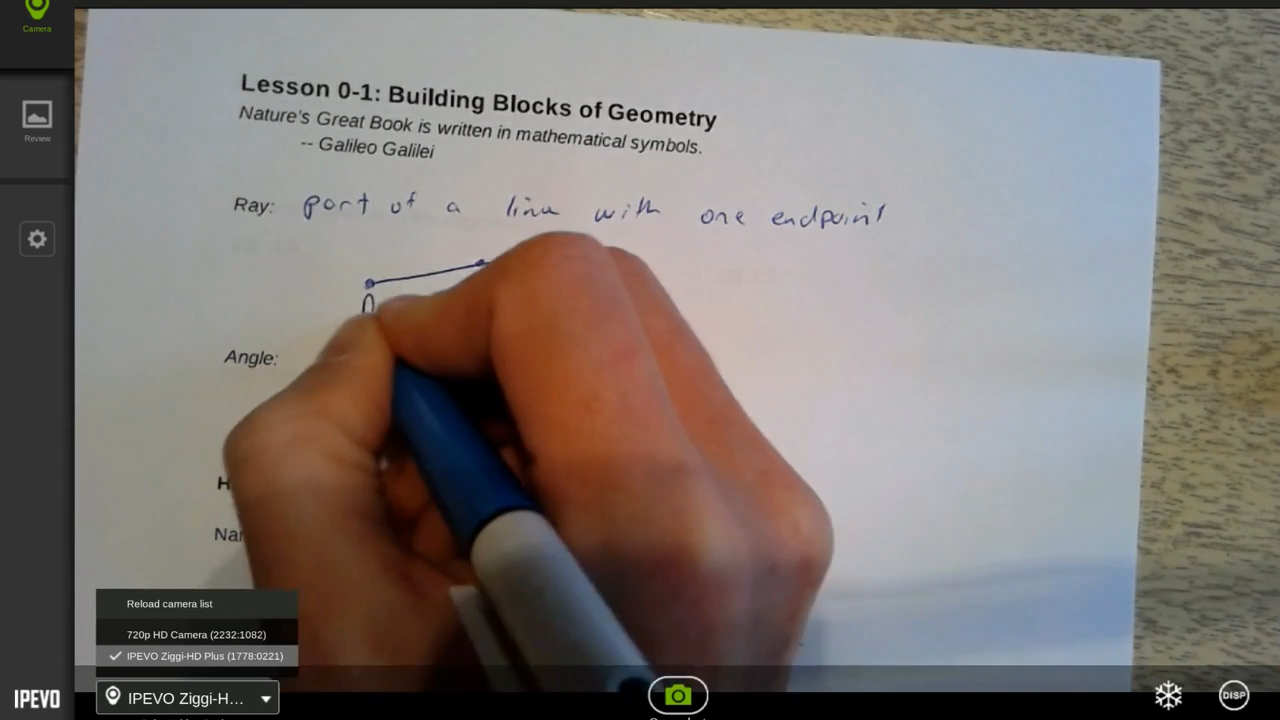 Camera
Lesson 0-1: Building Blocks of Geometry
Nature's Great Book is written in mathematical symbols.
-- Galileo Galilei
Review
Ray: part of a line with one endpoint
Angle:
Reload camera list
720p HD Camera (2232:1082)
IPEVO Ziggi-HD Plus (1778:0221)
IPEVO
IPEVO Ziggi-H...
DISP